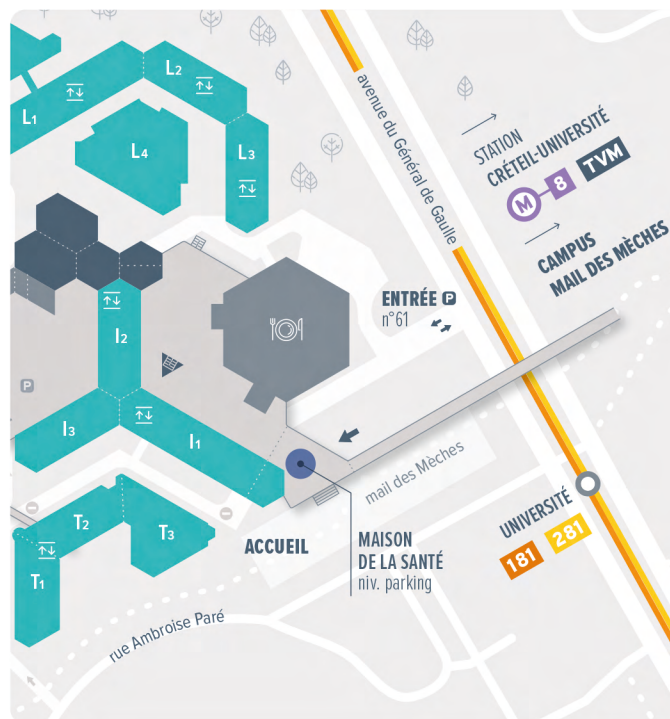 L2
L1
L4
L3
avenue du Général de Gaulle
STATION
CRÉTEIL-UNIVERSITÉ
M 8 TVM
CAMPUS
MAIL DES MÈCHES
ENTRÉE P
n°61
I2
P
I3
I1
mail des Mèches
T2
T3
T1
ACCUEIL
MAISON
DE LA SANTÉ
niv. parking
UNIVERSITÉ
181 281
rue Ambroise Paré